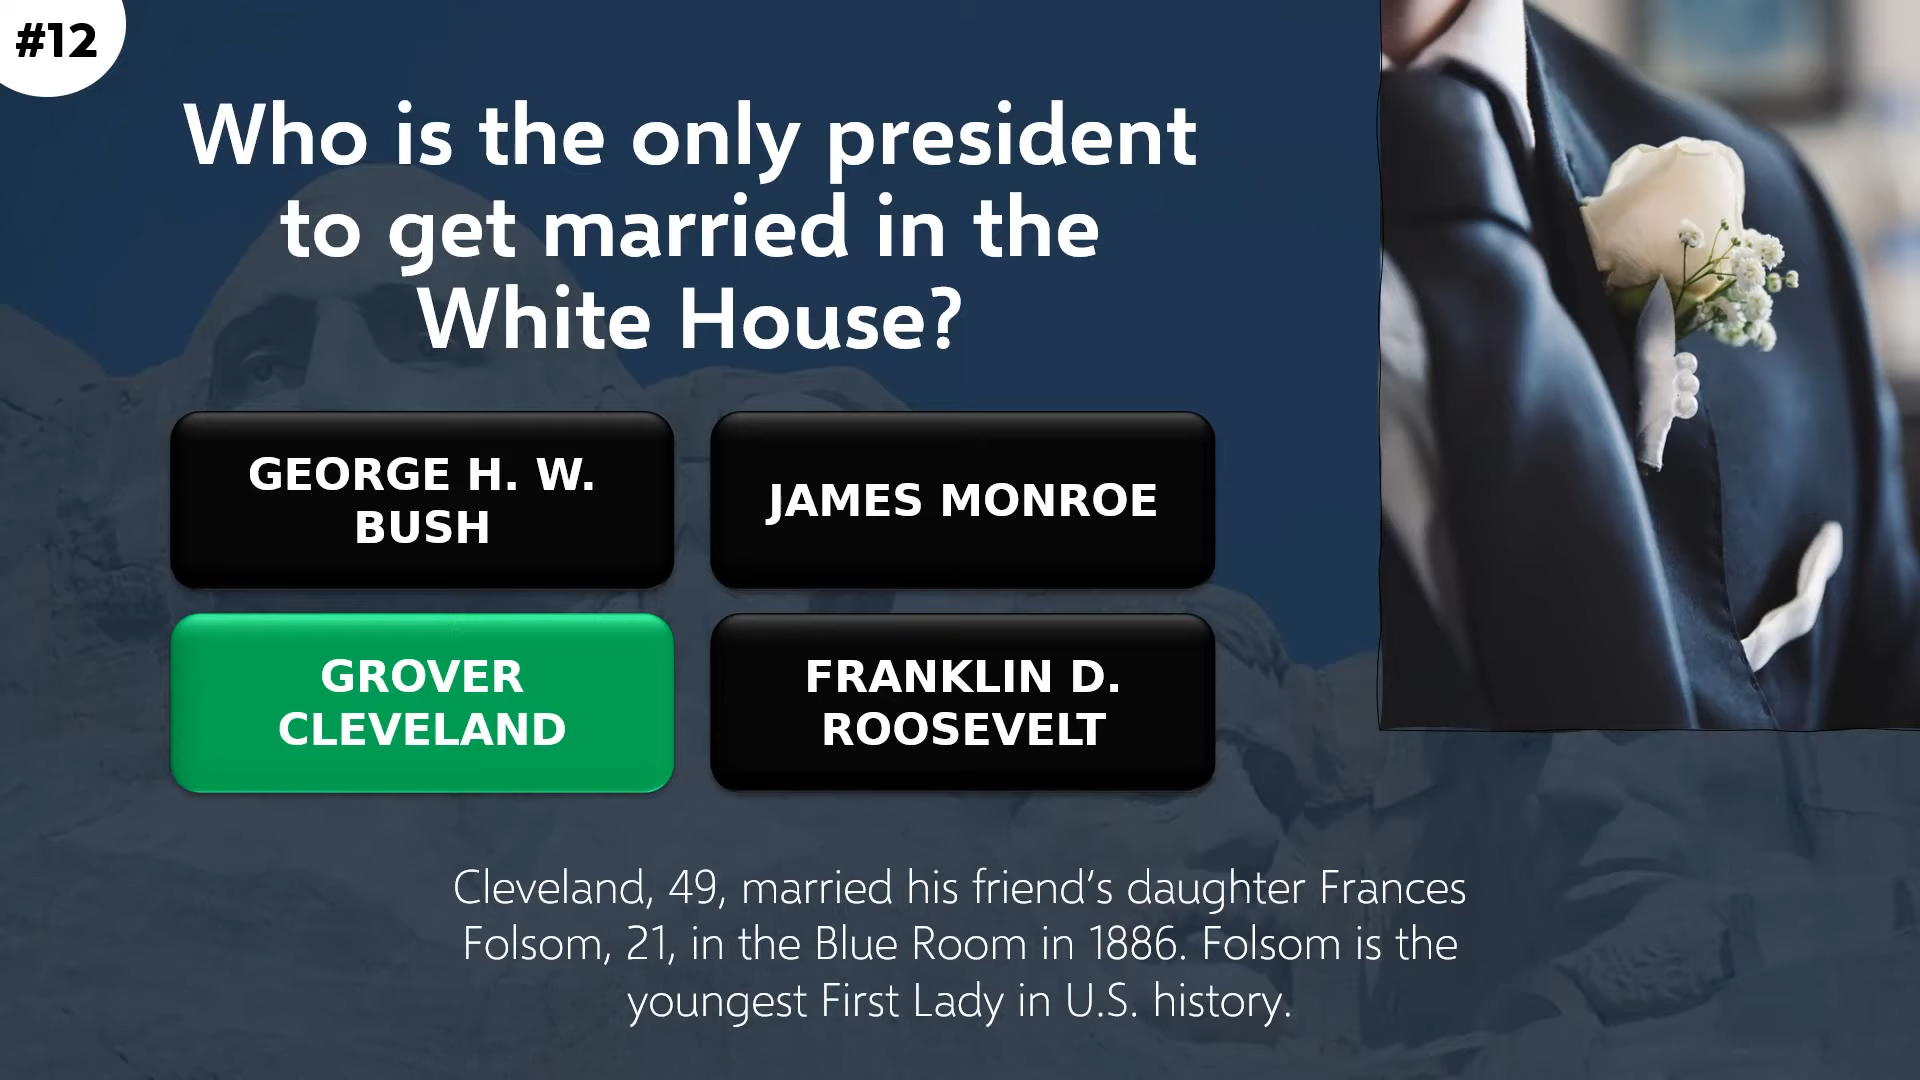 #12
Who is the only president
to get married in the
White House?
GEORGE H. W.
BUSH
JAMES MONROE
GROVER
CLEVELAND
FRANKLIN D.
ROOSEVELT
Cleveland, 49, married his friend’s daughter Frances
Folsom, 21, in the Blue Room in 1886. Folsom is the
youngest First Lady in U.S. history.